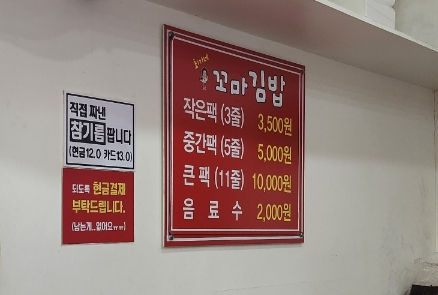 직접 짜낸
참기름팝니다
(현금12.0 카드13.0)
되도록 현금결제
부탁드립니다.
(남는게..없어요
꼬마김밥
작은팩 (3줄) 3,500원
중간팩 (5줄) 5,000원
큰 팩 (11줄) 10,000원
음 료 수 2,000원